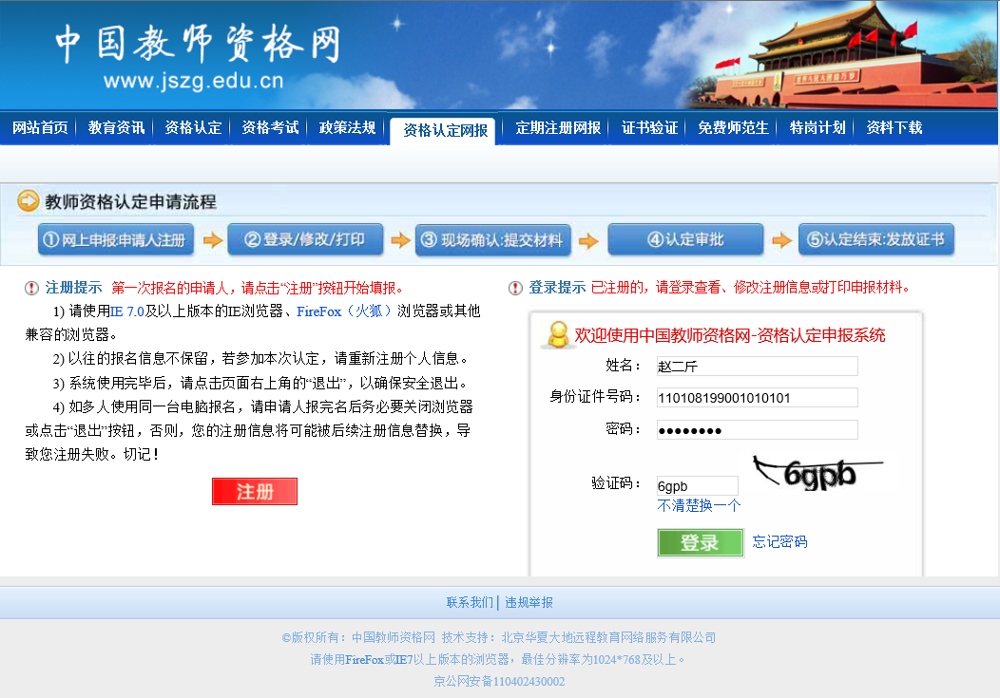 中国教师资格网
www.jszg.edu.cn
网站首页 教育资讯 资格认定 资格考试 政策法规 资格认定网报 定期注册网报 证书验证 免费师范生 特岗计划 资料下载
教师资格认定申请流程
①网上申报:申请人注册 ②登录/修改/打印 ③现场确认:提交材料 ④认定审批 ⑤认定结束:发放证书
注册提示 第一次报名的申请人，请点击“注册”按钮开始填报。
1) 请使用IE 7.0及以上版本的IE浏览器、FireFox（火狐）浏览器或其他
兼容的浏览器。
2) 以往的报名信息不保留，若参加本次认定，请重新注册个人信息。
3) 系统使用完毕后，请点击页面右上角的“退出”，以确保安全退出。
4) 如多人使用同一台电脑报名，请申请人报完名后务必要关闭浏览器
或点击“退出”按钮，否则，您的注册信息将可能被后续注册信息替换，导
致您注册失败。切记！
注册
登录提示 已注册的，请登录查看、修改注册信息或打印申报材料。
欢迎使用中国教师资格网-资格认定申报系统
姓名： 赵二斤
身份证件号码： 110108199001010101
密码： ●●●●●●●●
验证码： 6gpb 6gpb
不清楚换一个
登录 忘记密码
联系我们| 违规举报
©版权所有：中国教师资格网 技术支持：北京华夏大地远程教育网络服务有限公司
请使用FireFox或IE7以上版本的浏览器，最佳分辨率为1024*768及以上。
京公网安备110402430002